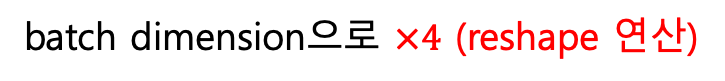 batch dimension으로 ×4 (reshape 연산)